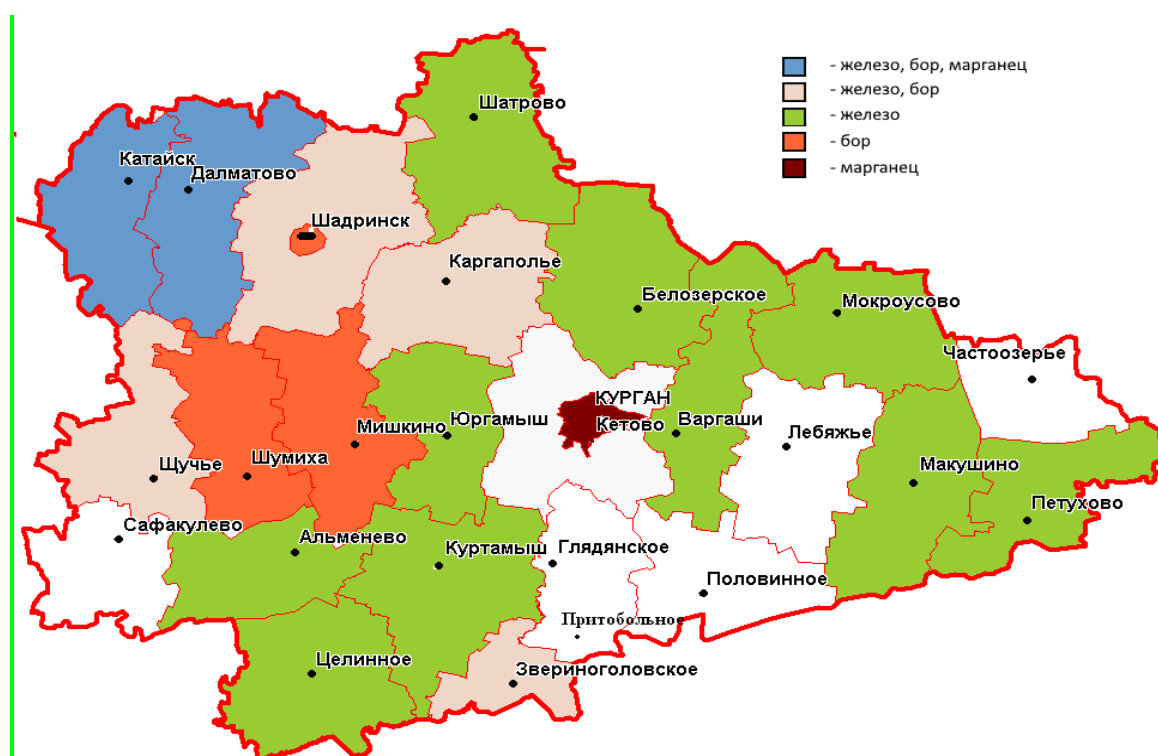 - железо, бор, марганец
- железо, бор
- железо
- бор
- марганец
Шатрово
Катайск
Далматово
Шадринск
Каргаполье
Белозерское
Мокроусово
Частоозерье
КУРГАН
Кетово
Варгаши
Юргамыш
Мишкино
Лебяжье
Щучье
Шумиха
Макушино
Петухово
Сафакулево
Альменево
Куртамыш
Глядянское
Половинное
Притобольное
Целинное
Звериноголовское